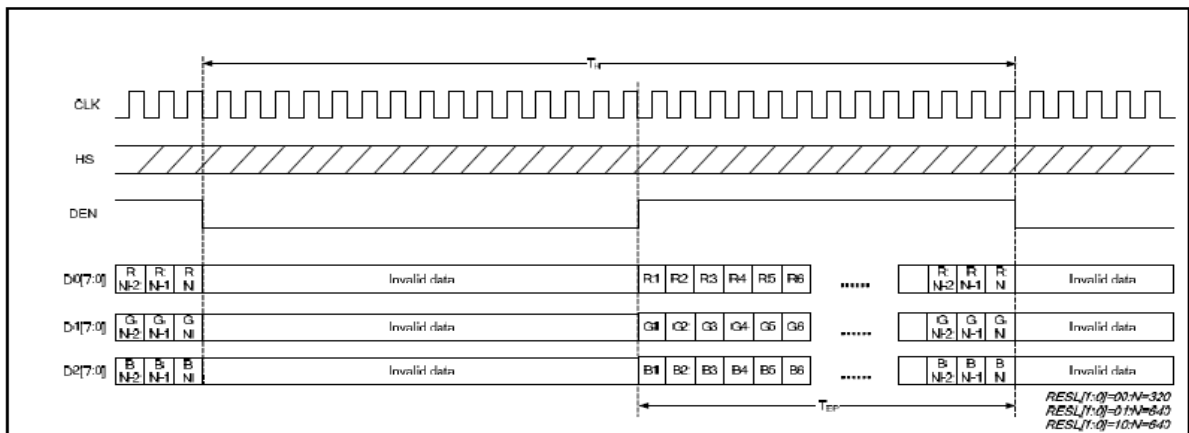 TH
CLK
HS
DEN
D0[7:0] R N-2 R N-1 R N Invalid data R1 R2 R3 R4 R5 R6 ...... R N-2 R N-1 R N Invalid data
D1[7:0] G N-2 G N-1 G N Invalid data G1 G2 G3 G4 G5 G6 ...... G N-2 G N-1 G N Invalid data
D2[7:0] B N-2 B N-1 B N Invalid data B1 B2 B3 B4 B5 B6 ...... B N-2 B N-1 B N Invalid data
TEP
RESL[1:0]=00:N=320
RESL[1:0]=01:N=640
RESL[1:0]=10:N=640